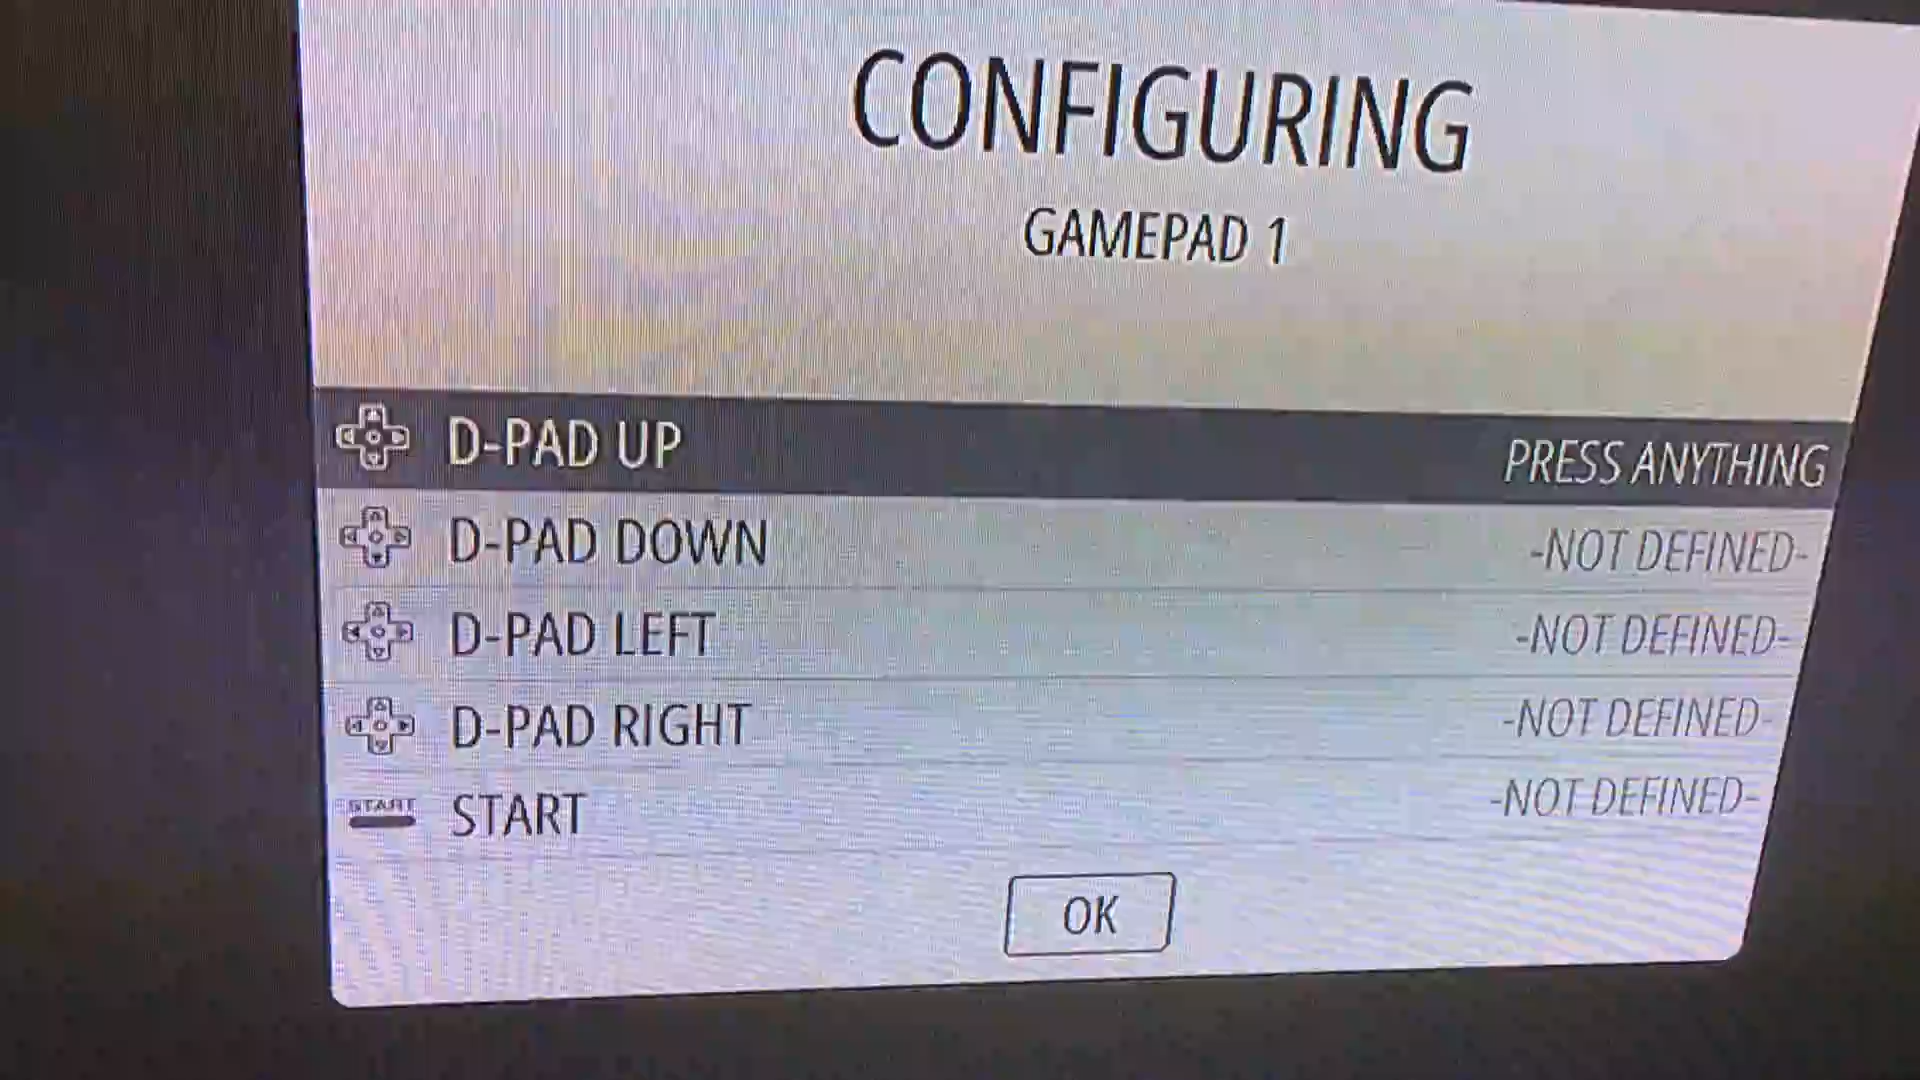 CONFIGURING
GAMEPAD 1
D-PAD UP PRESS ANYTHING
D-PAD DOWN -NOT DEFINED-
D-PAD LEFT -NOT DEFINED-
D-PAD RIGHT -NOT DEFINED-
START START -NOT DEFINED-
OK